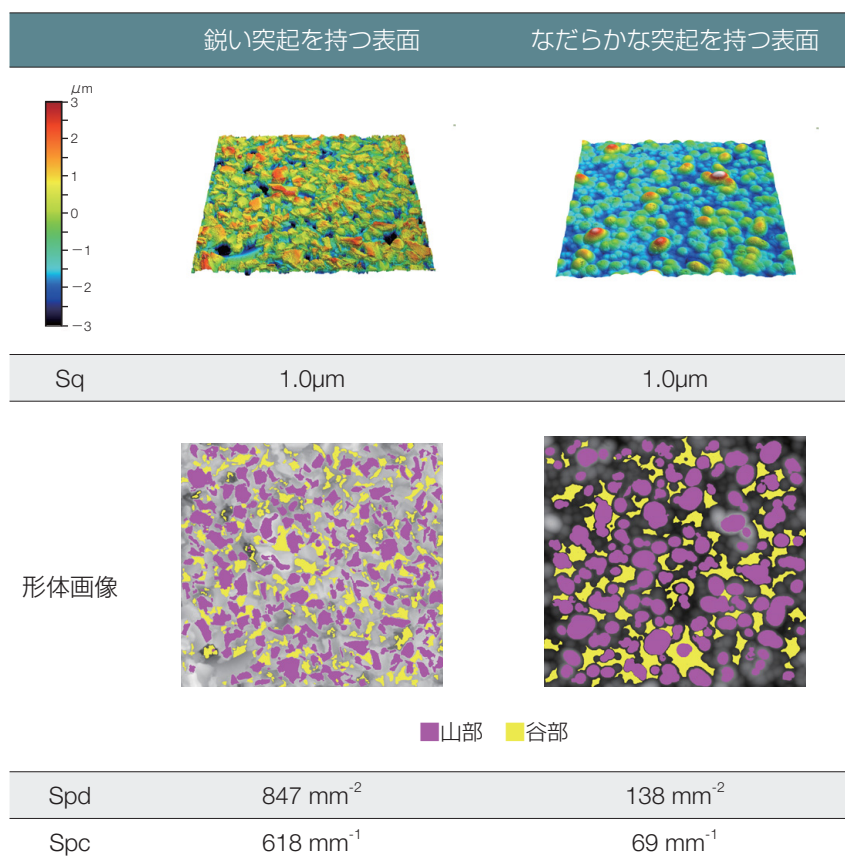 鋭い突起を持つ表面 なだらかな突起を持つ表面
μm
3
2
1
0
−1
−2
−3
Sq 1.0μm 1.0μm
形体画像
■山部 ■谷部
Spd 847 mm⁻² 138 mm⁻²
Spc 618 mm⁻¹ 69 mm⁻¹